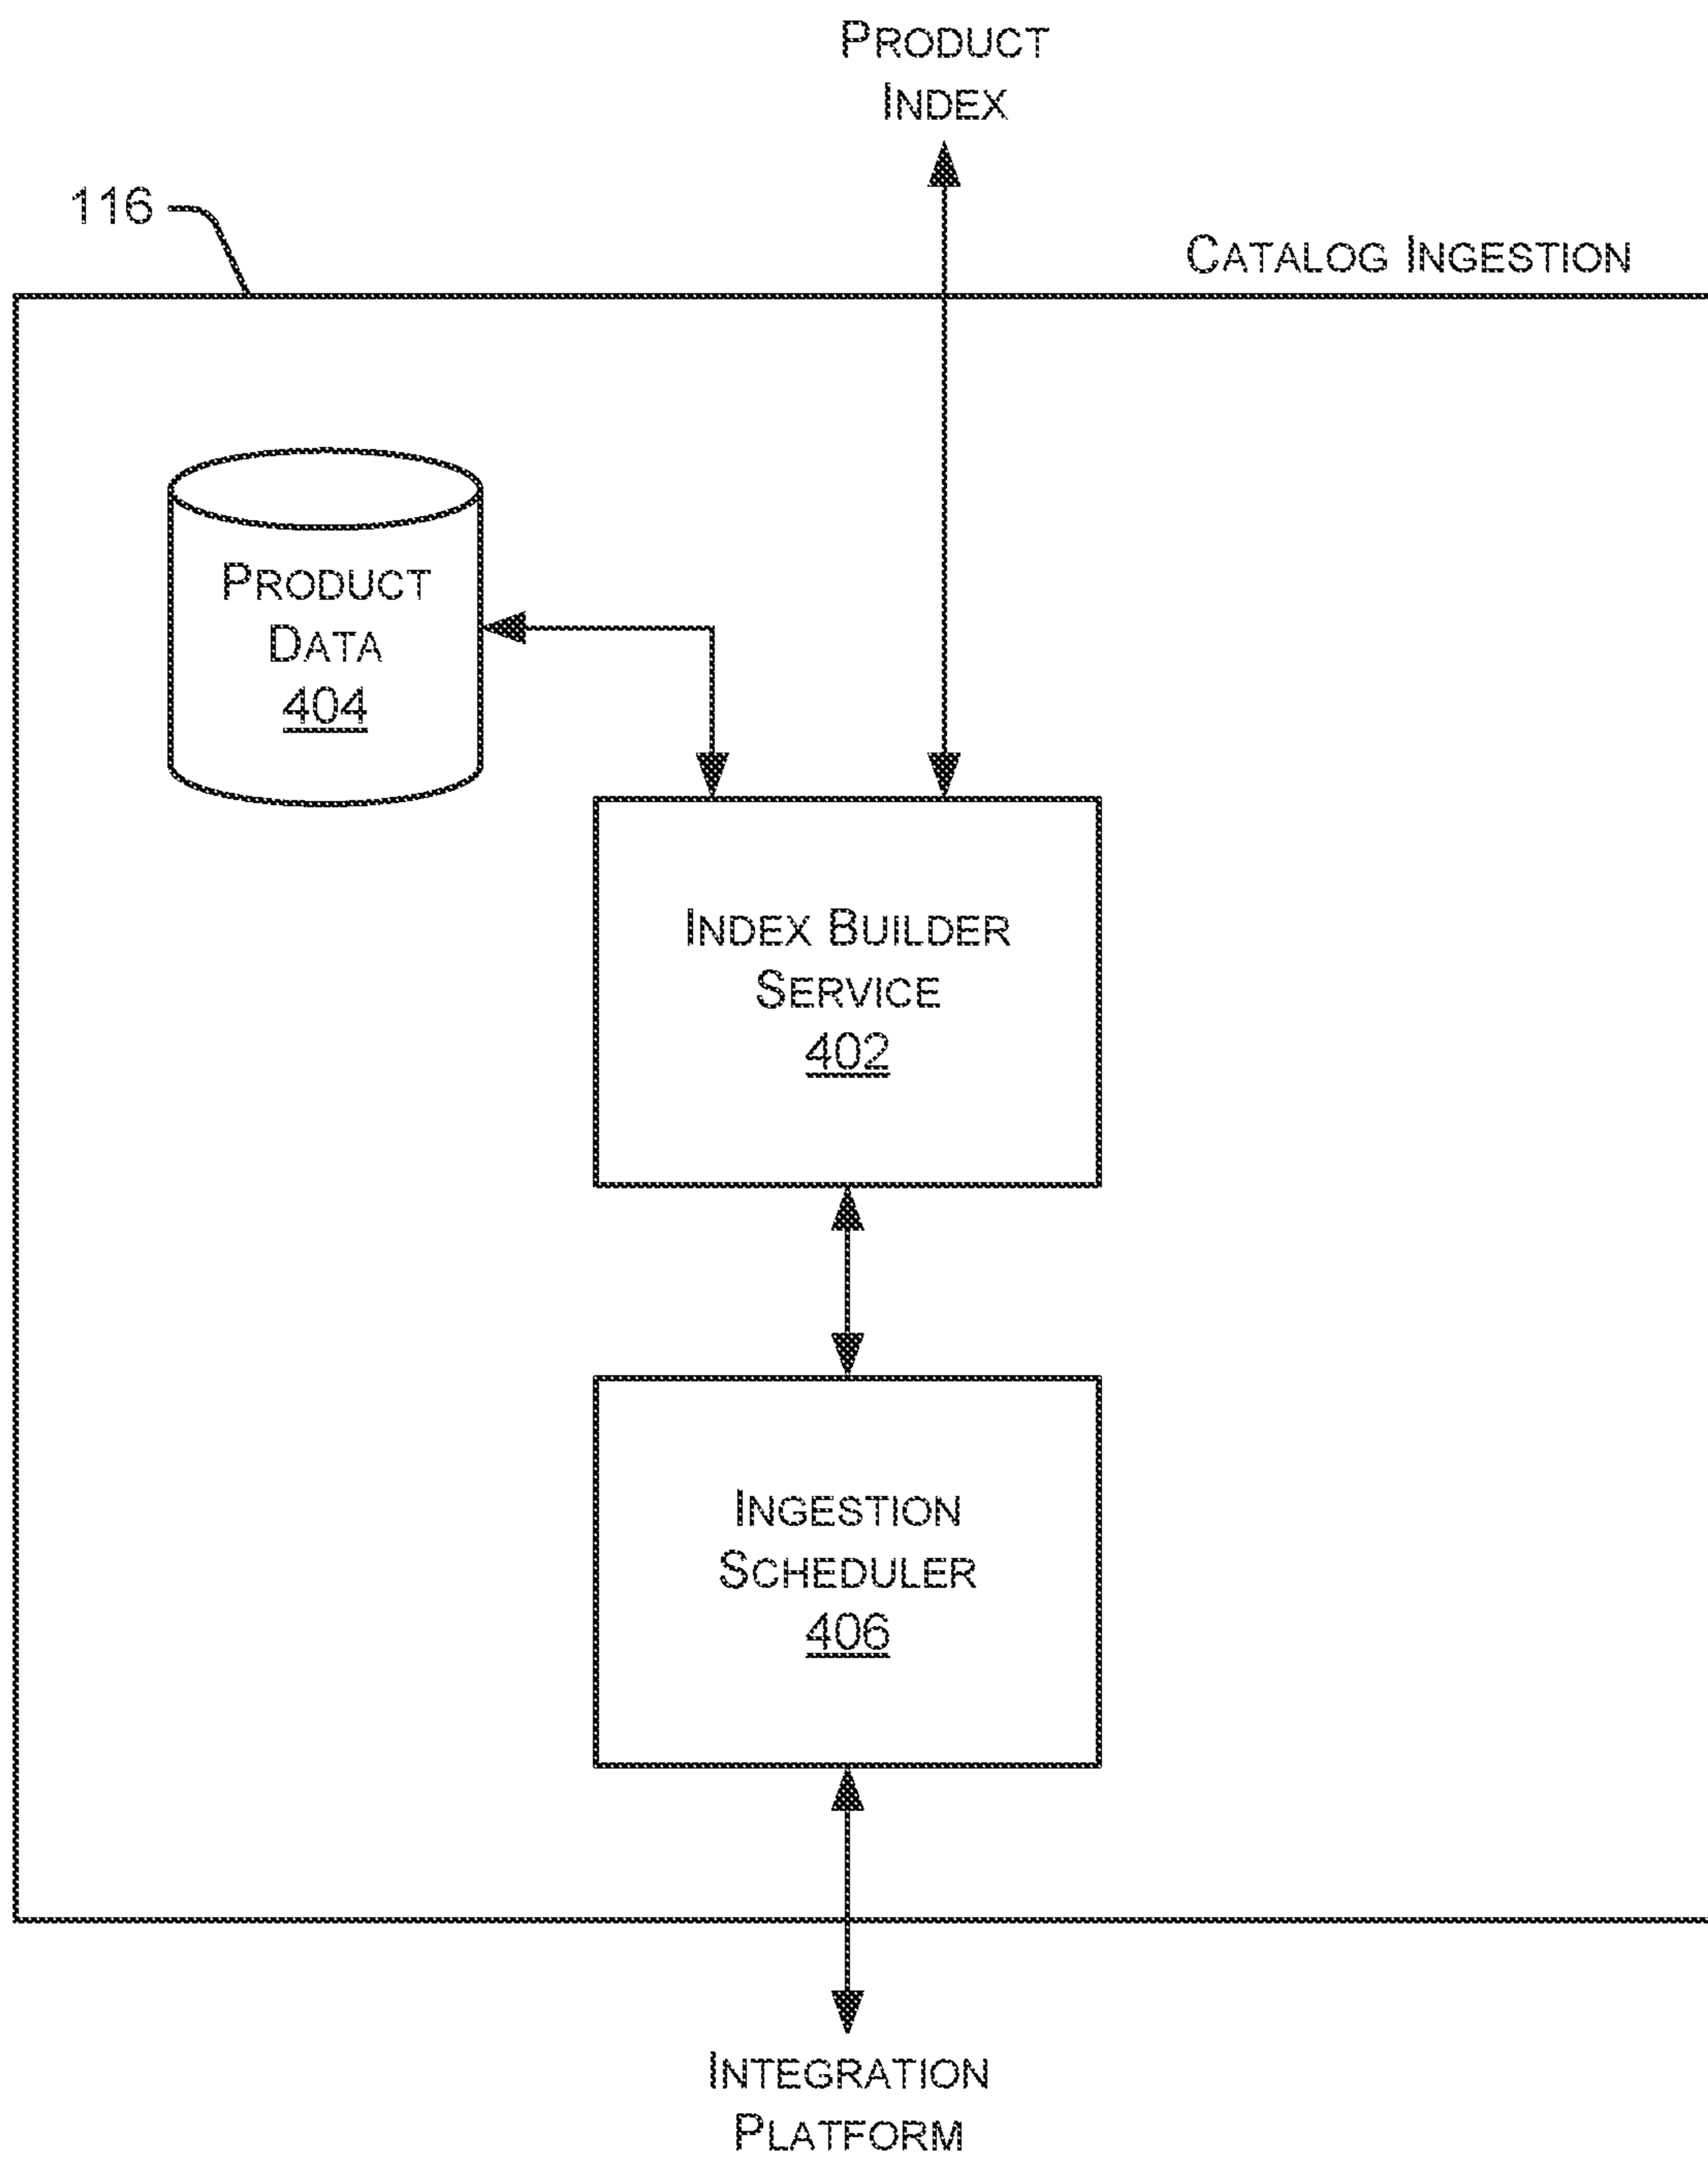 PRODUCT
INDEX
116
CATALOG INGESTION
PRODUCT
DATA
404
INDEX BUILDER
SERVICE
402
INGESTION
SCHEDULER
406
INTEGRATION
PLATFORM